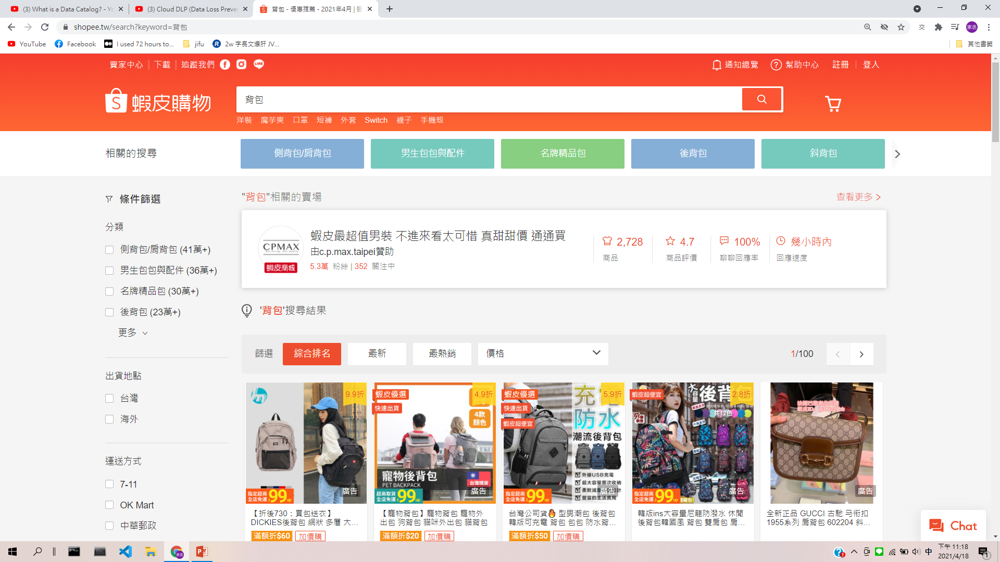 (3) What is a Data Catalog? - Yo
(3) Cloud DLP (Data Loss Preve
背包 - 優惠推薦 - 2021年4月 | 蝦
shopee.tw/search?keyword=背包
家丞
YouTube
Facebook
I used 72 hours to...
jifu
2w 字長文爆肝 JV...
其他書籤
賣家中心
下載
追蹤我們
通知總覽
幫助中心
註冊
登入
蝦皮購物
背包
洋裝 魔芋爽 口罩 短褲 外套 Switch 襪子 手機殼
相關的搜尋
側背包/肩背包
男生包包與配件
名牌精品包
後背包
斜背包
條件篩選
分類
側背包/肩背包 (41萬+)
男生包包與配件 (36萬+)
名牌精品包 (30萬+)
後背包 (23萬+)
更多
出貨地點
台灣
海外
運送方式
7-11
OK Mart
中華郵政
"背包"相關的賣場
查看更多
CPMAX
蝦皮商城
蝦皮最超值男裝 不進來看太可惜 真甜甜價 通通買
由c.p.max.taipei贊助
5.3萬 粉絲 | 352 關注中
2,728
商品
4.7
商品評價
100%
聊聊回應率
幾小時內
回應速度
'背包'搜尋結果
篩選
綜合排名
最新
最熱銷
價格
1/100
9.9折
指定超商
全店免運
$99up
廣告
【折後730：買包送衣】
DICKIES後背包 網狀 多層 大...
滿額折$60
加價購
蝦皮優選
快速出貨
4.9折
4款
顏色
寵物後背包
PET BACKPACK
台灣現貨
超商取貨
全店免運
$99up
廣告
【寵物背包】寵物背包 寵物外
出包 狗背包 貓咪外出包 貓背包
滿額折$20
加價購
蝦皮優選
快速出貨
蝦皮超便宜
5.9折
防水
潮流後背包
外接USB充電
超大容量層次收納
豐富的生活實用
指定超商
全店免運
$99up
廣告
台灣公司貨🔥 型男潮包 後背包
韓版可充電 背包 包包 防水背...
滿額折$50
加價購
蝦皮超便宜
2.8折
大容量
後背包
共12色
指定超商
全店免運
$99up
廣告
韓版ins大容量尼龍防潑水 休閒
後背包韓國風 背包 雙肩包 肩...
廣告
全新正品 GUCCI 古馳 马衔扣
1955系列 肩背包 602204 斜...
Chat
中
下午 11:18
2021/4/18
1